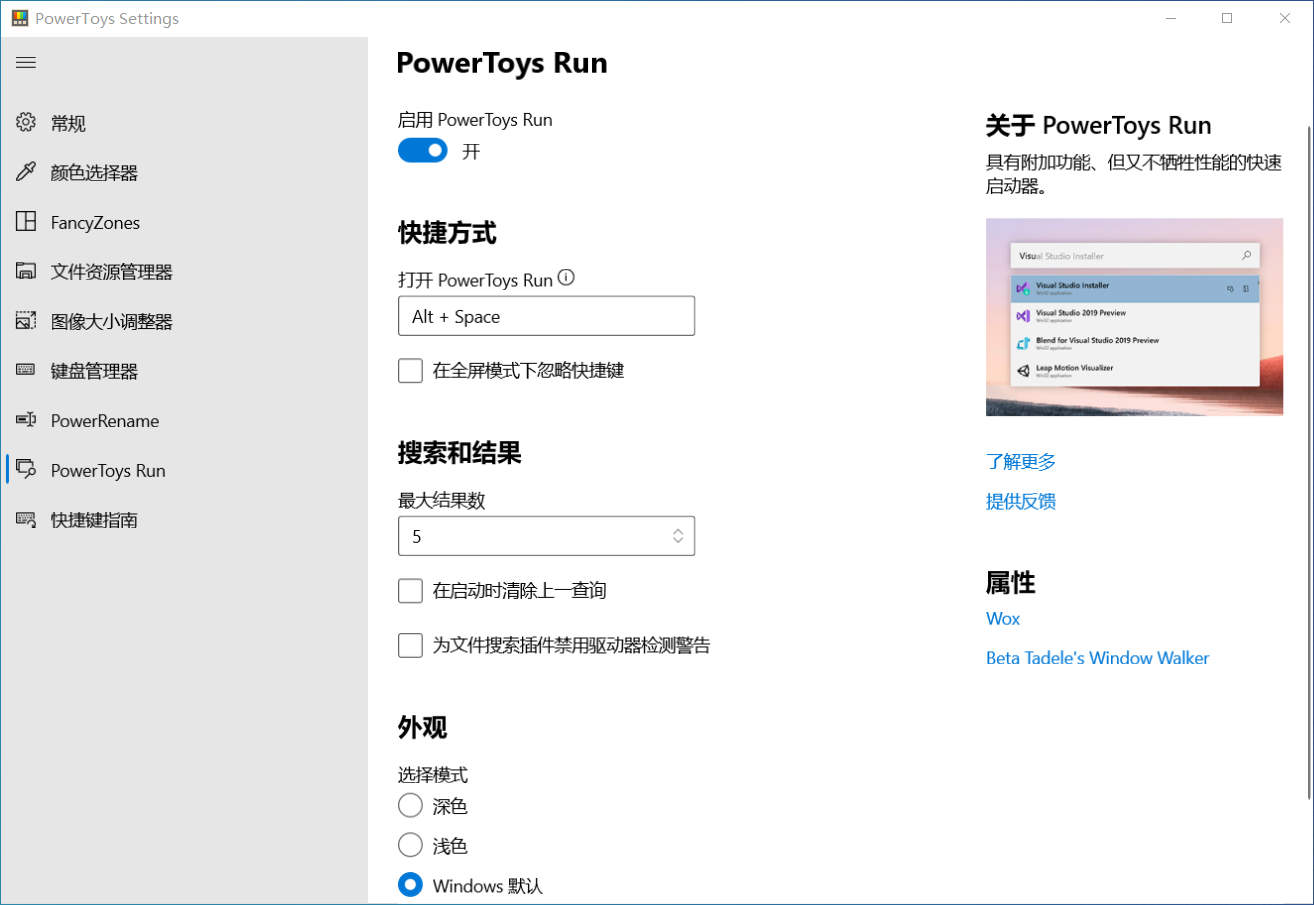 PowerToys Settings
常规
颜色选择器
FancyZones
文件资源管理器
图像大小调整器
键盘管理器
PowerRename
PowerToys Run
快捷键指南
PowerToys Run
启用 PowerToys Run
开
快捷方式
打开 PowerToys Run
Alt + Space
在全屏模式下忽略快捷键
搜索和结果
最大结果数
5
在启动时清除上一查询
为文件搜索插件禁用驱动器检测警告
外观
选择模式
深色
浅色
Windows 默认
关于 PowerToys Run
具有附加功能、但又不牺牲性能的快速
启动器。
Visual Studio Installer
Visual Studio Installer
Win32 application
Visual Studio 2019 Preview
Win32 application
Blend for Visual Studio 2019 Preview
Win32 application
Leap Motion Visualizer
Win32 application
了解更多
提供反馈
属性
Wox
Beta Tadele's Window Walker